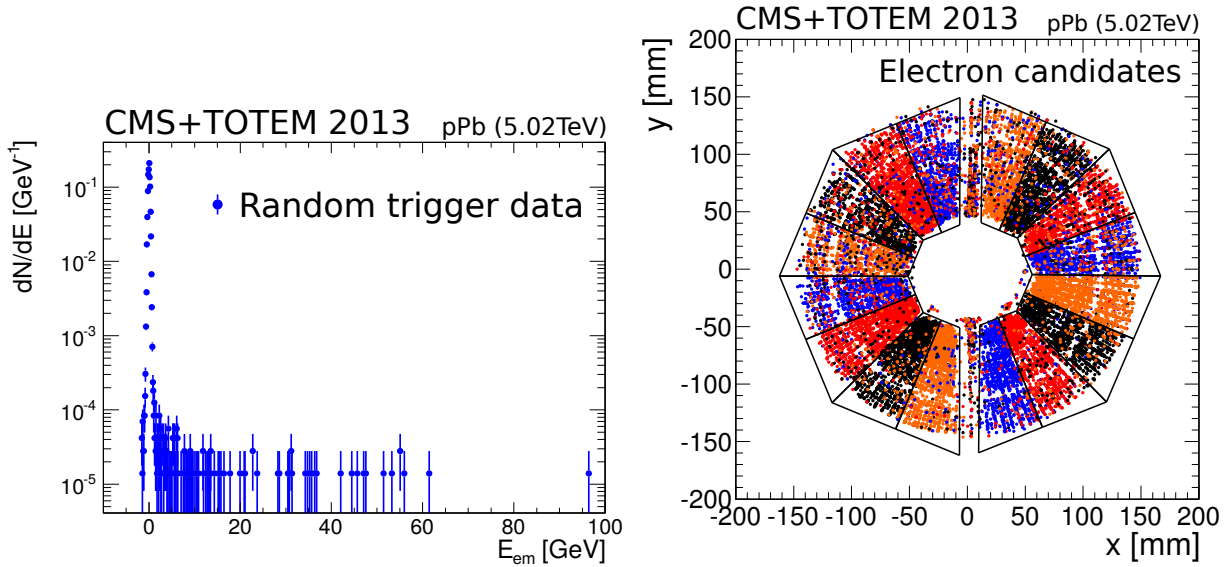 CMS+TOTEM 2013 pPb (5.02TeV)
dN/dE [GeV⁻¹]
Random trigger data
10⁻¹
10⁻²
10⁻³
10⁻⁴
10⁻⁵
0 20 40 60 80 100
E_em [GeV]
CMS+TOTEM 2013 pPb (5.02TeV)
y [mm]
Electron candidates
200
150
100
50
0
-50
-100
-150
-200
-200 -150 -100 -50 0 50 100 150 200
x [mm]